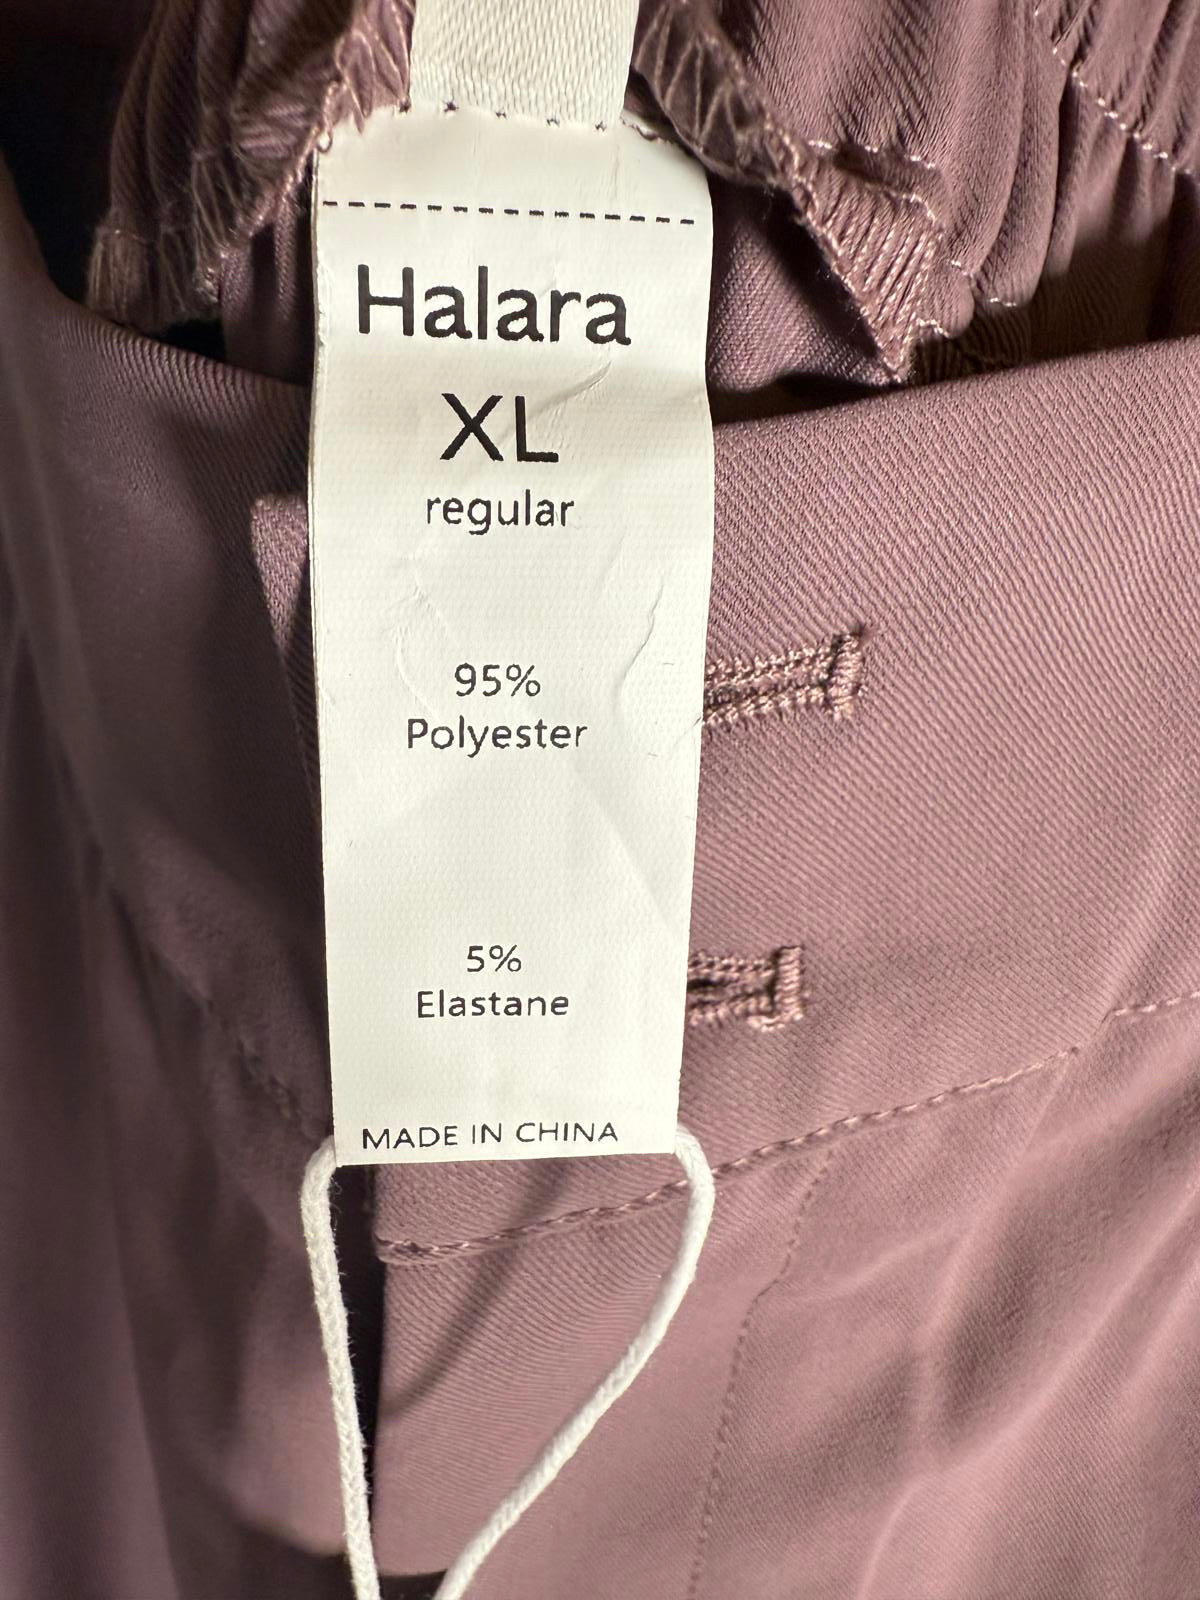 Halara
XL
regular
95%
Polyester
5%
Elastane
MADE IN CHINA